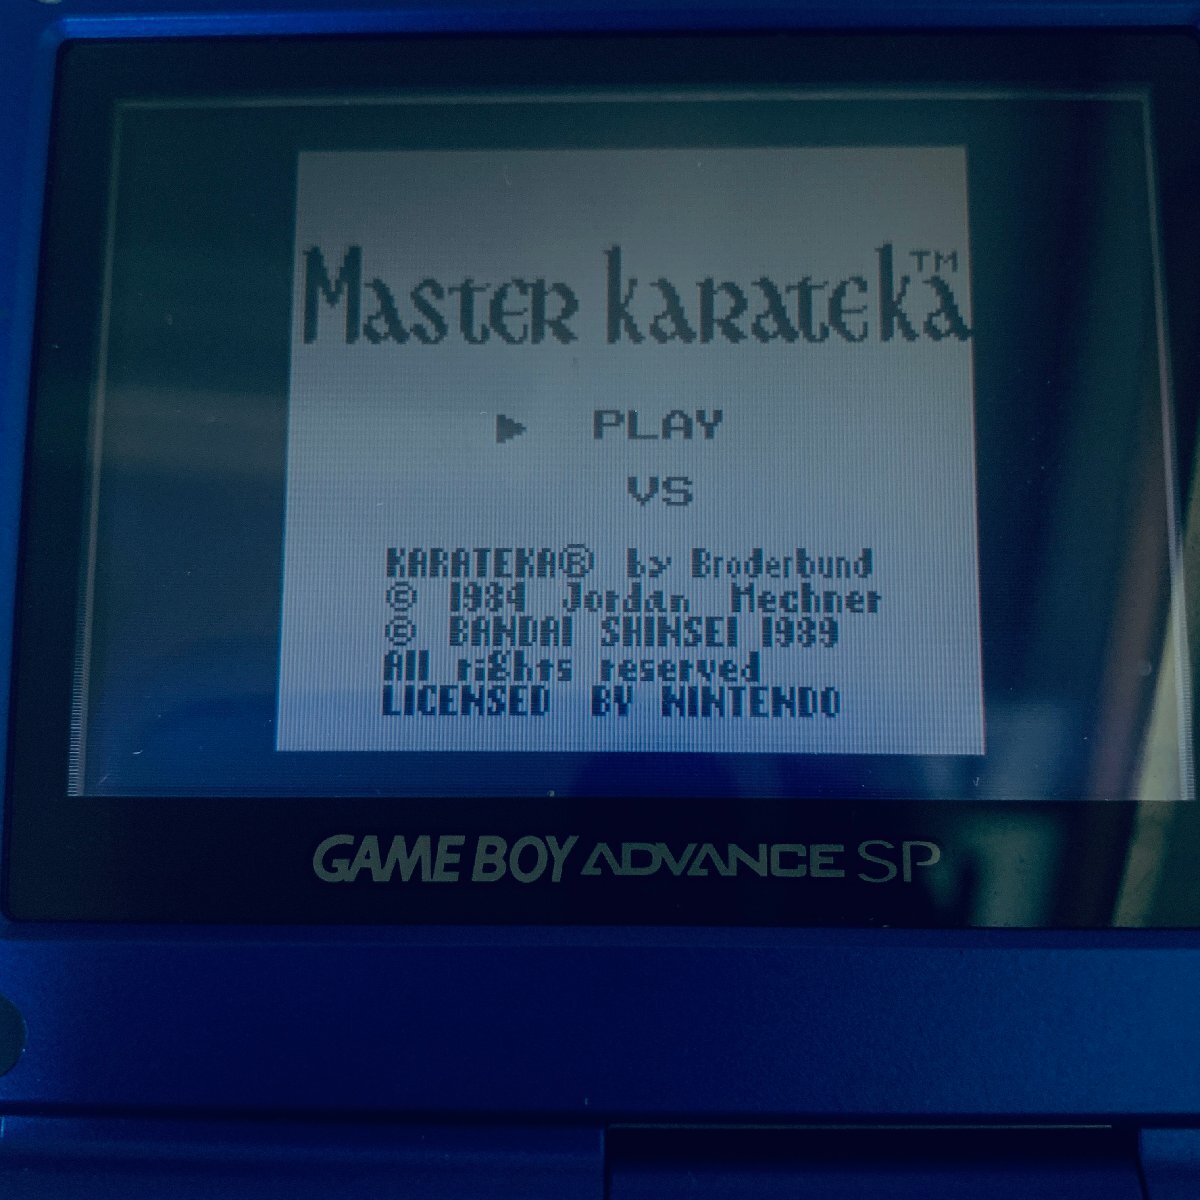 Master karateka™
▶ PLAY
VS
KARATEKA® by Broderbund
© 1984 Jordan Mechner
© BANDAI SHINSEI 1989
All rights reserved
LICENSED BY NINTENDO
GAME BOY ADVANCE SP